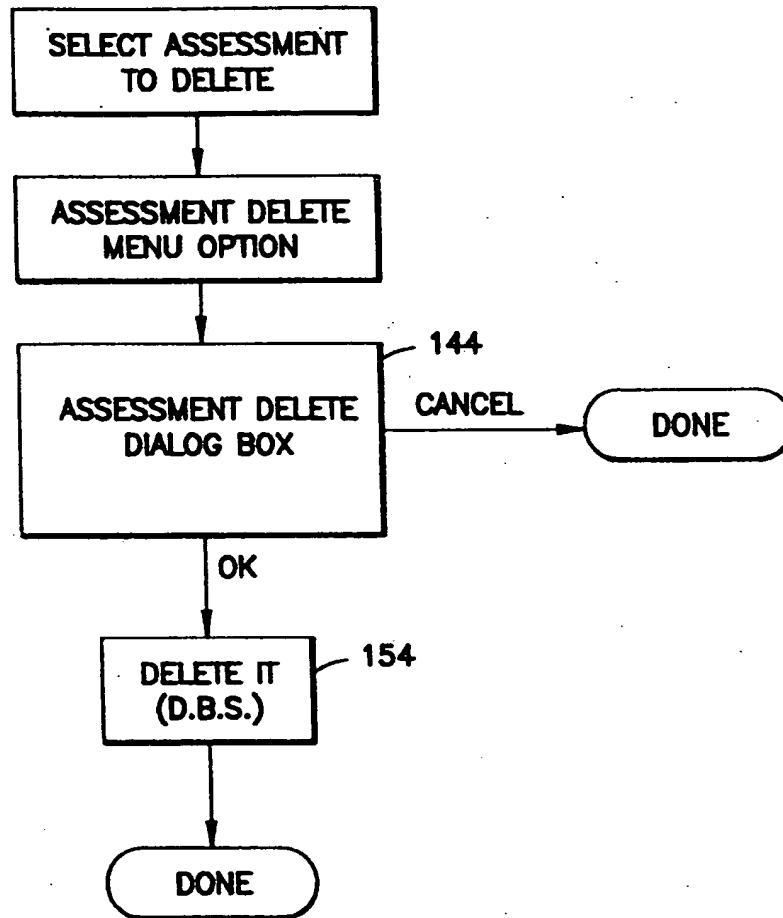 SELECT ASSESSMENT
TO DELETE
ASSESSMENT DELETE
MENU OPTION
144
ASSESSMENT DELETE
DIALOG BOX
CANCEL
DONE
OK
154
DELETE IT
(D.B.S.)
DONE